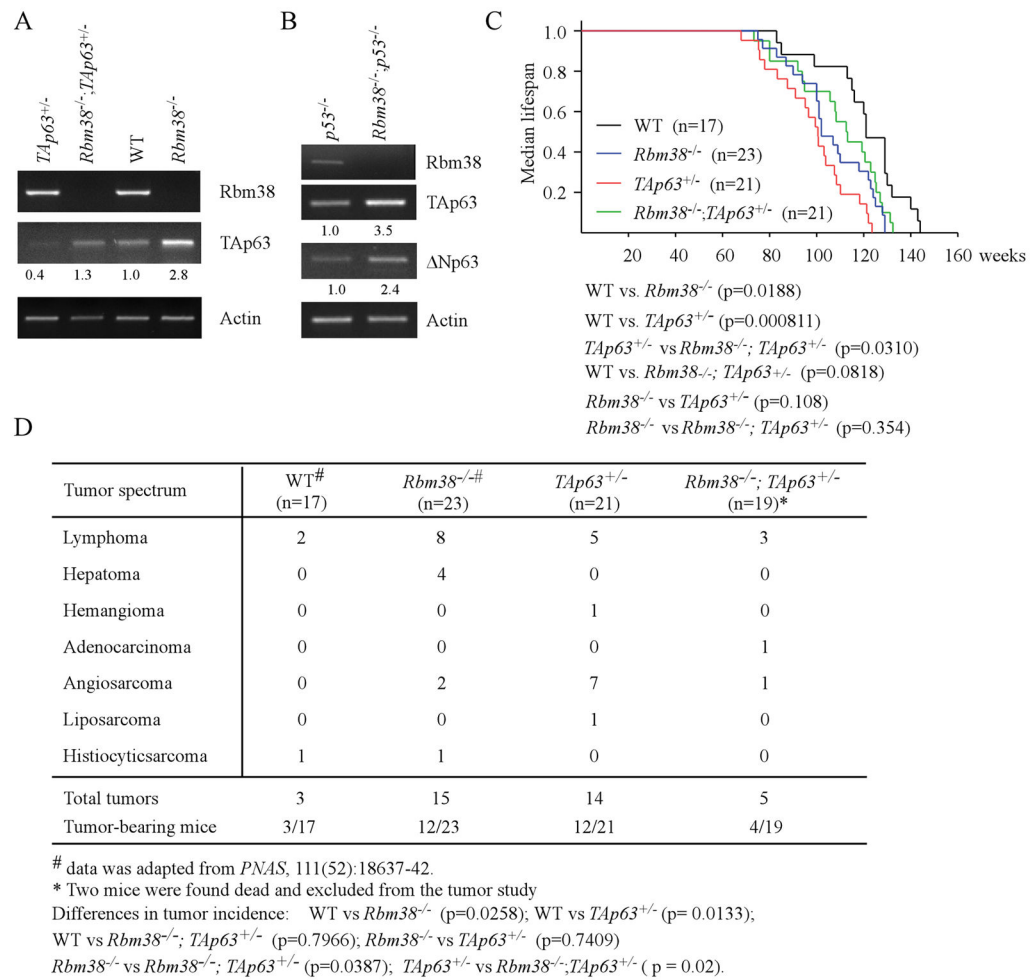 A
TAp63+/-
Rbm38-/-;TAp63+/-
WT
Rbm38-/-
Rbm38
TAp63
0.4 1.3 1.0 2.8
Actin
B
p53-/-
Rbm38-/-;p53-/-
Rbm38
TAp63
1.0 3.5
ΔNp63
1.0 2.4
Actin
C
Median lifespan
1.0
0.8
0.6
0.4
0.2
WT (n=17)
Rbm38-/- (n=23)
TAp63+/- (n=21)
Rbm38-/-;TAp63+/- (n=21)
20 40 60 80 100 120 140 160 weeks
WT vs. Rbm38-/- (p=0.0188)
WT vs. TAp63+/- (p=0.000811)
TAp63+/- vs Rbm38-/-; TAp63+/- (p=0.0310)
WT vs. Rbm38-/-; TAp63+/- (p=0.0818)
Rbm38-/- vs TAp63+/- (p=0.108)
Rbm38-/- vs Rbm38-/-; TAp63+/- (p=0.354)
D
Tumor spectrum WT# (n=17) Rbm38-/-# (n=23) TAp63+/- (n=21) Rbm38-/-; TAp63+/- (n=19)*
Lymphoma 2 8 5 3
Hepatoma 0 4 0 0
Hemangioma 0 0 1 0
Adenocarcinoma 0 0 0 1
Angiosarcoma 0 2 7 1
Liposarcoma 0 0 1 0
Histiocyticsarcoma 1 1 0 0
Total tumors 3 15 14 5
Tumor-bearing mice 3/17 12/23 12/21 4/19
# data was adapted from PNAS, 111(52):18637-42.
* Two mice were found dead and excluded from the tumor study
Differences in tumor incidence: WT vs Rbm38-/- (p=0.0258); WT vs TAp63+/- (p= 0.0133);
WT vs Rbm38-/-; TAp63+/- (p=0.7966); Rbm38-/- vs TAp63+/- (p=0.7409)
Rbm38-/- vs Rbm38-/-; TAp63+/- (p=0.0387); TAp63+/- vs Rbm38-/-;TAp63+/- ( p = 0.02).